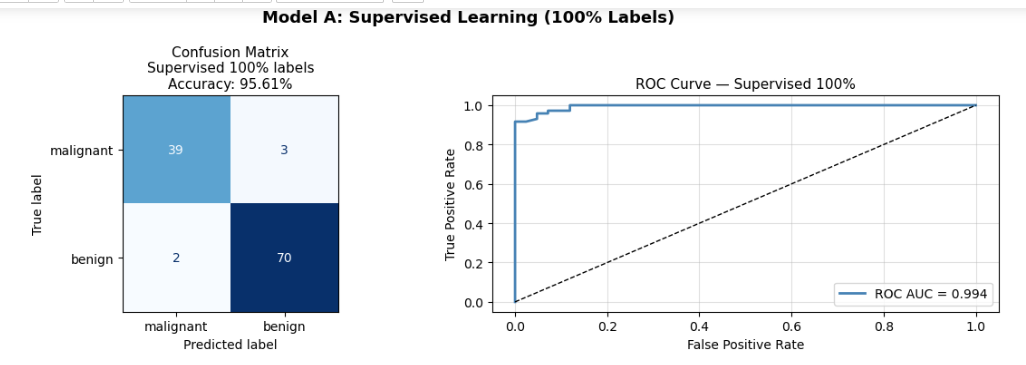 Model A: Supervised Learning (100% Labels)
Confusion Matrix
Supervised 100% labels
Accuracy: 95.61%
malignant
benign
True label
39
3
2
70
malignant
benign
Predicted label
ROC Curve — Supervised 100%
1.0
0.8
0.6
0.4
0.2
0.0
True Positive Rate
ROC AUC = 0.994
0.0
0.2
0.4
0.6
0.8
1.0
False Positive Rate